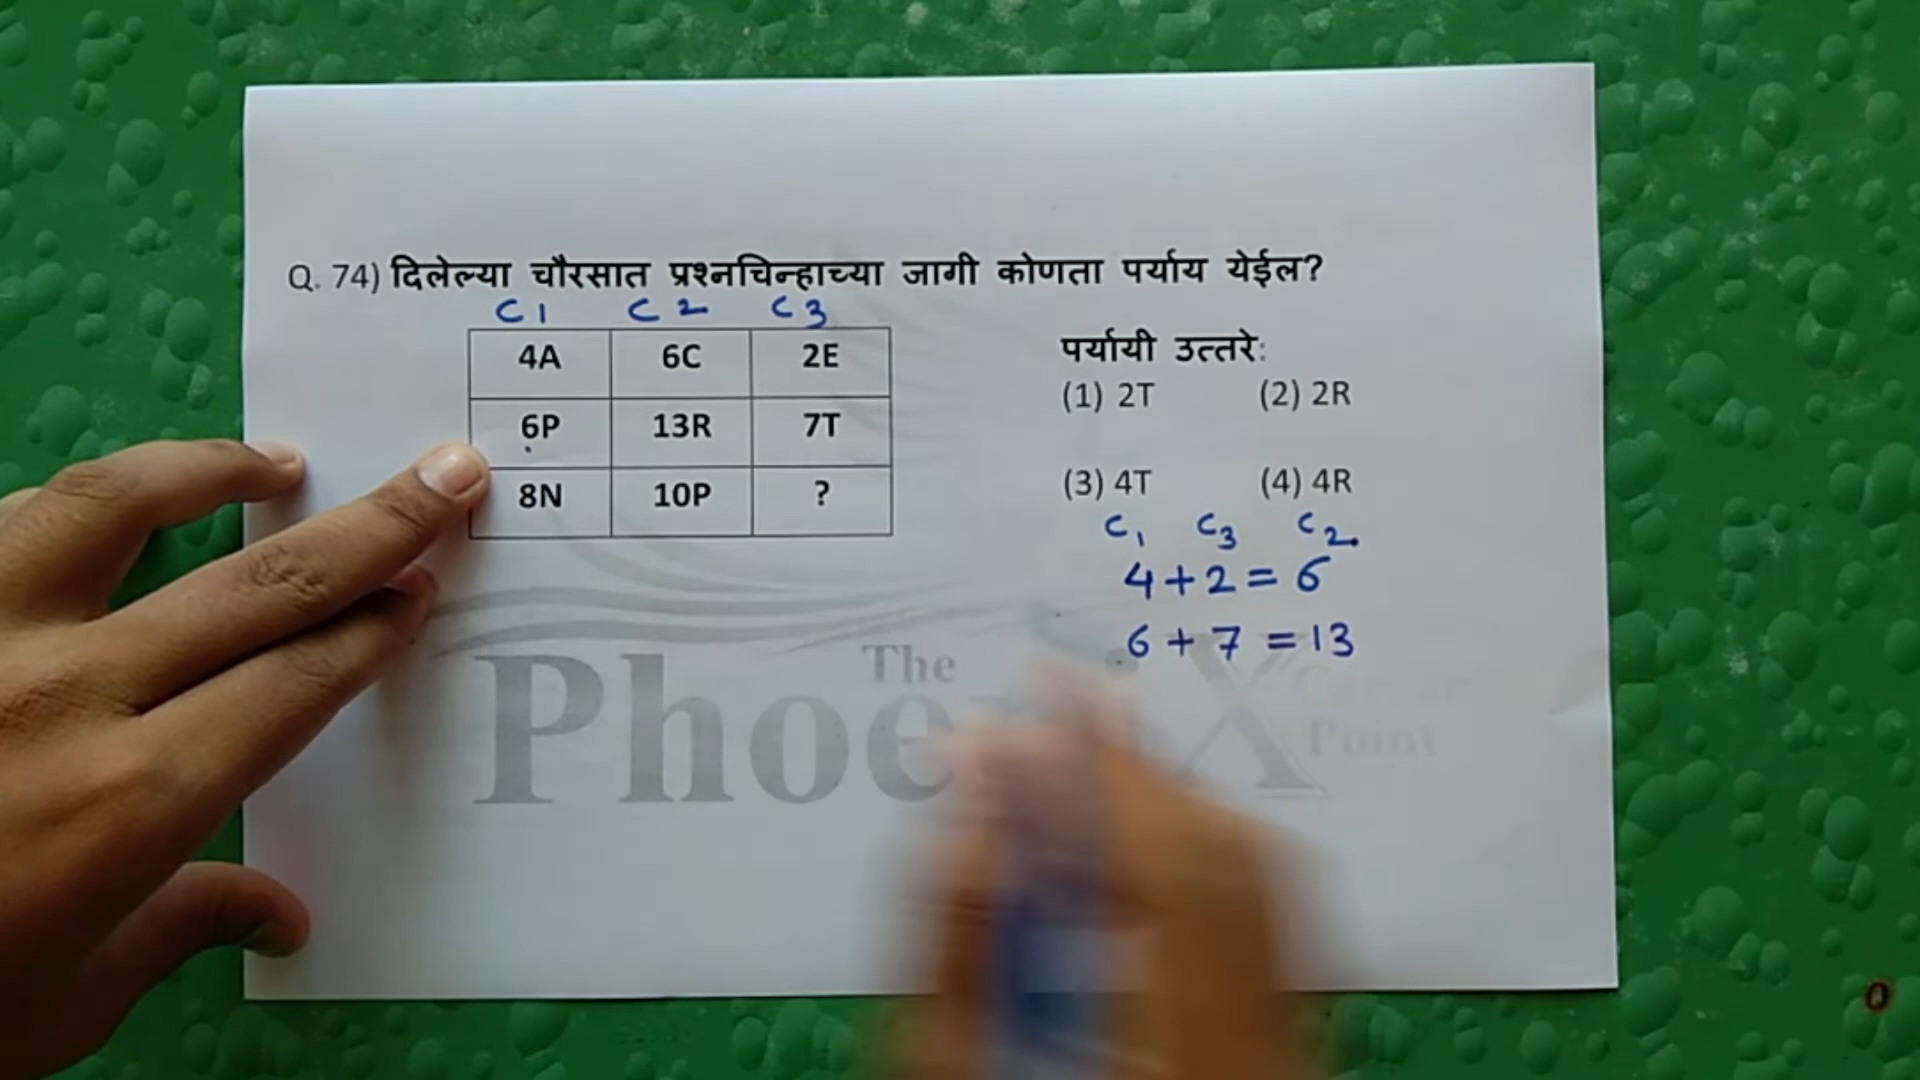 Q. 74) दिलेल्या चौरसात प्रश्नचिन्हाच्या जागी कोणता पर्याय येईल?
C1 C2 C3
4A 6C 2E
6P 13R 7T
8N 10P ?
पर्यायी उत्तरे:
(1) 2T (2) 2R
(3) 4T (4) 4R
C1 C3 C2
4+2=6
6+7=13
The
Point